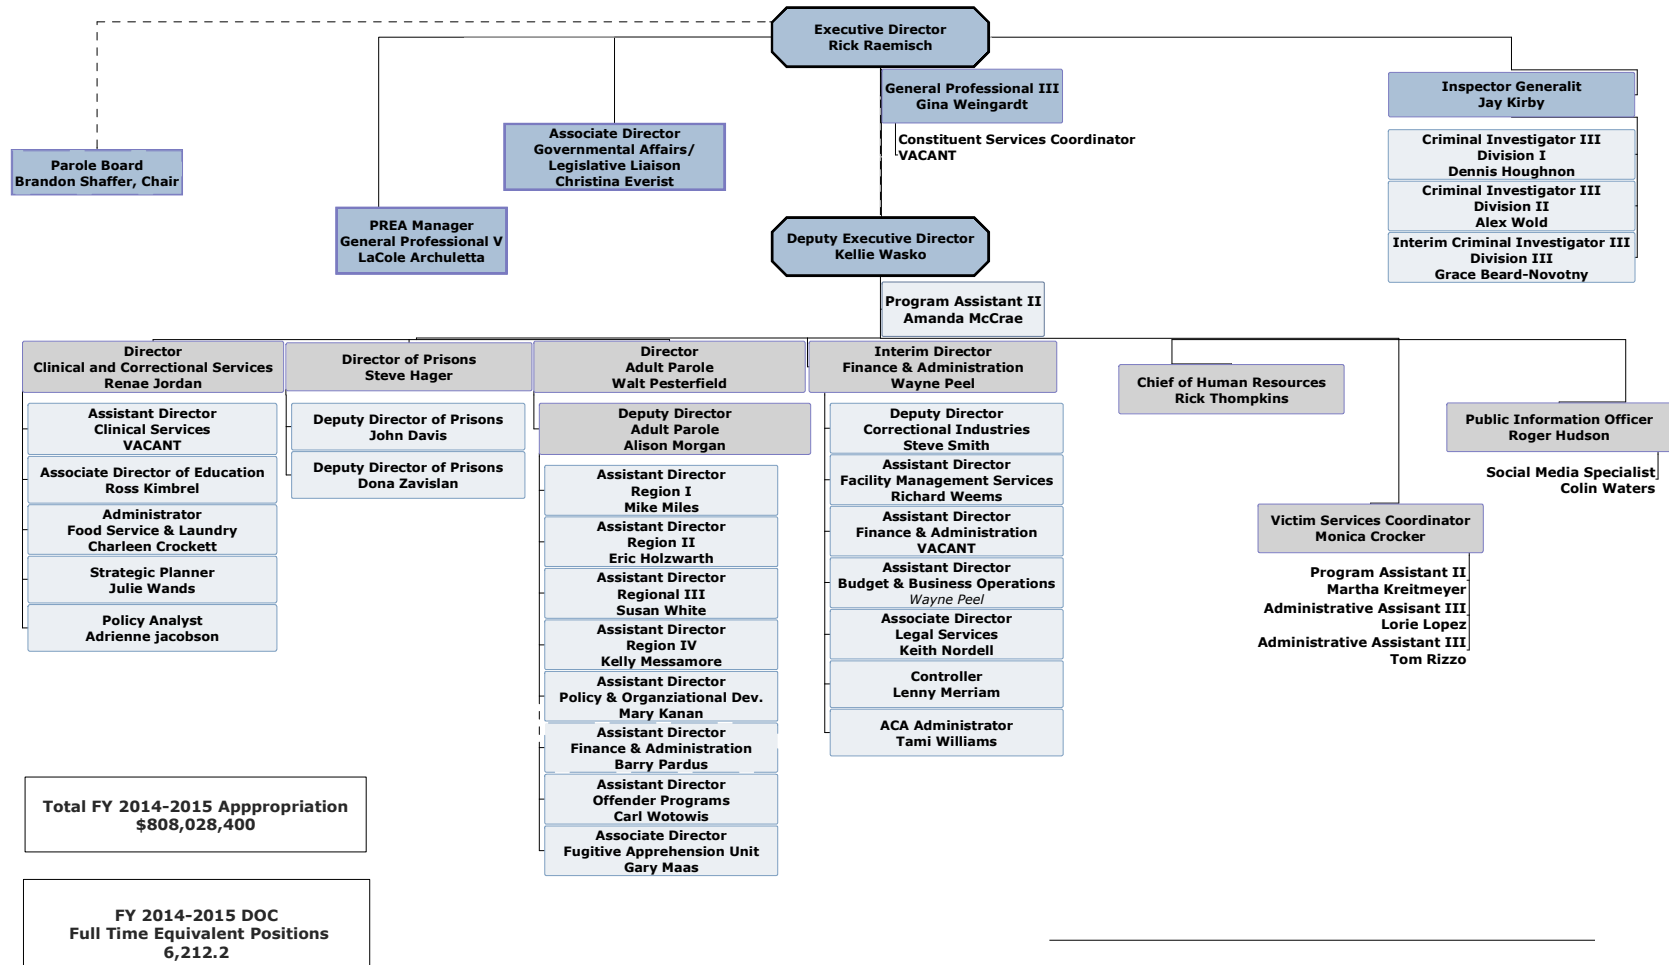 Executive Director
Rick Raemisch
General Professional III
Gina Weingardt
Constituent Services Coordinator
VACANT
Inspector Generalit
Jay Kirby
Criminal Investigator III
Division I
Dennis Houghnon
Criminal Investigator III
Division II
Alex Wold
Interim Criminal Investigator III
Division III
Grace Beard-Novotny
Associate Director
Governmental Affairs/
Legislative Liaison
Christina Everist
Parole Board
Brandon Shaffer, Chair
PREA Manager
General Professional V
LaCole Archuletta
Deputy Executive Director
Kellie Wasko
Program Assistant II
Amanda McCrae
Director
Clinical and Correctional Services
Renae Jordan
Assistant Director
Clinical Services
VACANT
Associate Director of Education
Ross Kimbrel
Administrator
Food Service & Laundry
Charleen Crockett
Strategic Planner
Julie Wands
Policy Analyst
Adrienne jacobson
Director of Prisons
Steve Hager
Deputy Director of Prisons
John Davis
Deputy Director of Prisons
Dona Zavislan
Director
Adult Parole
Walt Pesterfield
Deputy Director
Adult Parole
Alison Morgan
Assistant Director
Region I
Mike Miles
Assistant Director
Region II
Eric Holzwarth
Assistant Director
Regional III
Susan White
Assistant Director
Region IV
Kelly Messamore
Assistant Director
Policy & Organziational Dev.
Mary Kanan
Assistant Director
Finance & Administration
Barry Pardus
Assistant Director
Offender Programs
Carl Wotowis
Associate Director
Fugitive Apprehension Unit
Gary Maas
Interim Director
Finance & Administration
Wayne Peel
Deputy Director
Correctional Industries
Steve Smith
Assistant Director
Facility Management Services
Richard Weems
Assistant Director
Finance & Administration
VACANT
Assistant Director
Budget & Business Operations
Wayne Peel
Associate Director
Legal Services
Keith Nordell
Controller
Lenny Merriam
ACA Administrator
Tami Williams
Chief of Human Resources
Rick Thompkins
Victim Services Coordinator
Monica Crocker
Program Assistant II
Martha Kreitmeyer
Administrative Assisant III
Lorie Lopez
Administrative Assistant III
Tom Rizzo
Public Information Officer
Roger Hudson
Social Media Specialist
Colin Waters
Total FY 2014-2015 Apppropriation
$808,028,400
FY 2014-2015 DOC
Full Time Equivalent Positions
6,212.2